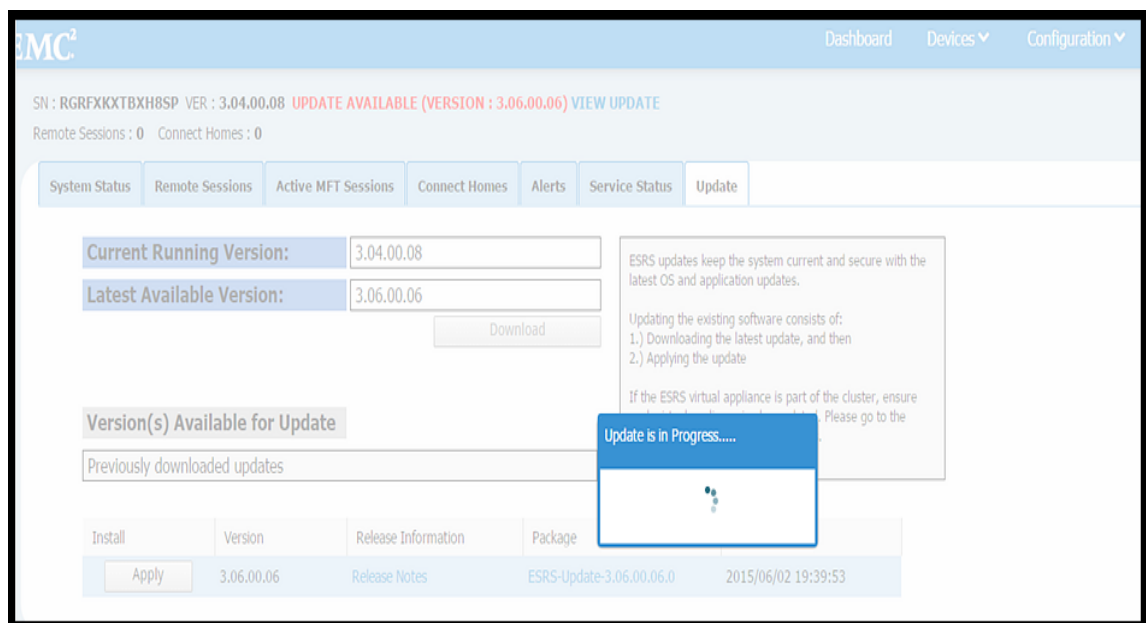 EMC²
Dashboard Devices Configuration
SN : RGRFXKXTBXH8SP VER : 3.04.00.08 UPDATE AVAILABLE (VERSION : 3.06.00.06) VIEW UPDATE
Remote Sessions : 0 Connect Homes : 0
System Status Remote Sessions Active MFT Sessions Connect Homes Alerts Service Status Update
Current Running Version: 3.04.00.08
Latest Available Version: 3.06.00.06
Download
ESRS updates keep the system current and secure with the
latest OS and application updates.
Updating the existing software consists of:
1.) Downloading the latest update, and then
2.) Applying the update
If the ESRS virtual appliance is part of the cluster, ensure
Please go to the
Version(s) Available for Update
Previously downloaded updates
Update is in Progress.....
Install Version Release Information Package
Apply 3.06.00.06 Release Notes ESRS-Update-3.06.00.06.0 2015/06/02 19:39:53